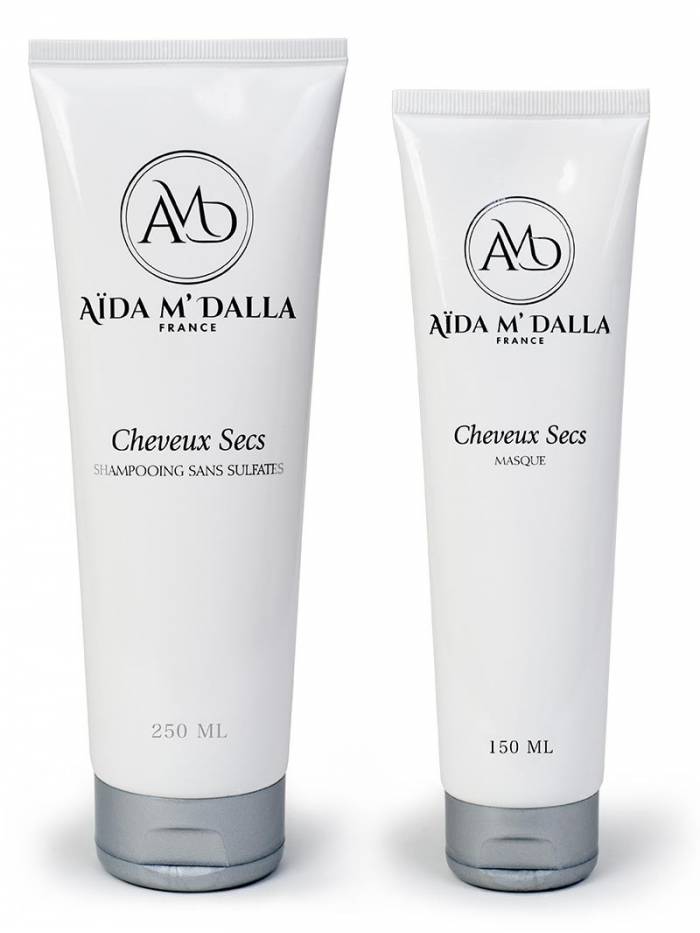 AMD
AÏDA M' DALLA
FRANCE
Cheveux Secs
SHAMPOOING SANS SULFATES
250 ML
AMD
AÏDA M' DALLA
FRANCE
Cheveux Secs
MASQUE
150 ML